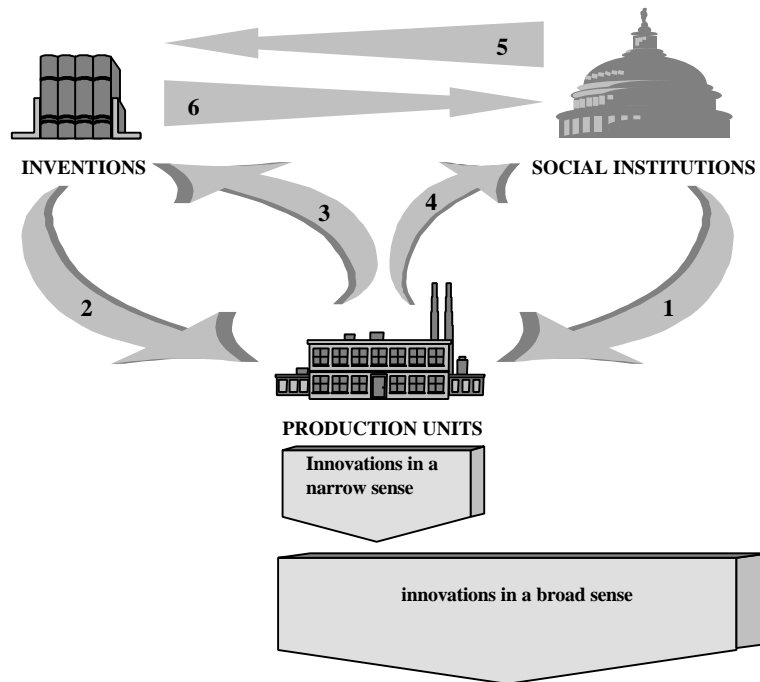 5
6
INVENTIONS
SOCIAL INSTITUTIONS
3
4
2
1
PRODUCTION UNITS
Innovations in a
narrow sense
innovations in a broad sense